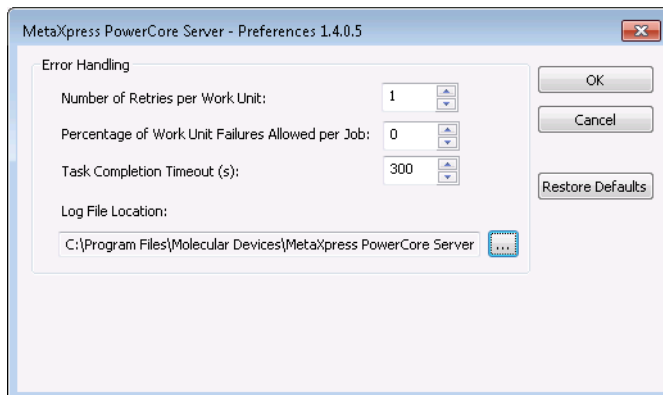 MetaXpress PowerCore Server - Preferences 1.4.0.5
Error Handling
Number of Retries per Work Unit: 1
Percentage of Work Unit Failures Allowed per Job: 0
Task Completion Timeout (s): 300
Log File Location:
C:\Program Files\Molecular Devices\MetaXpress PowerCore Server
...
OK
Cancel
Restore Defaults